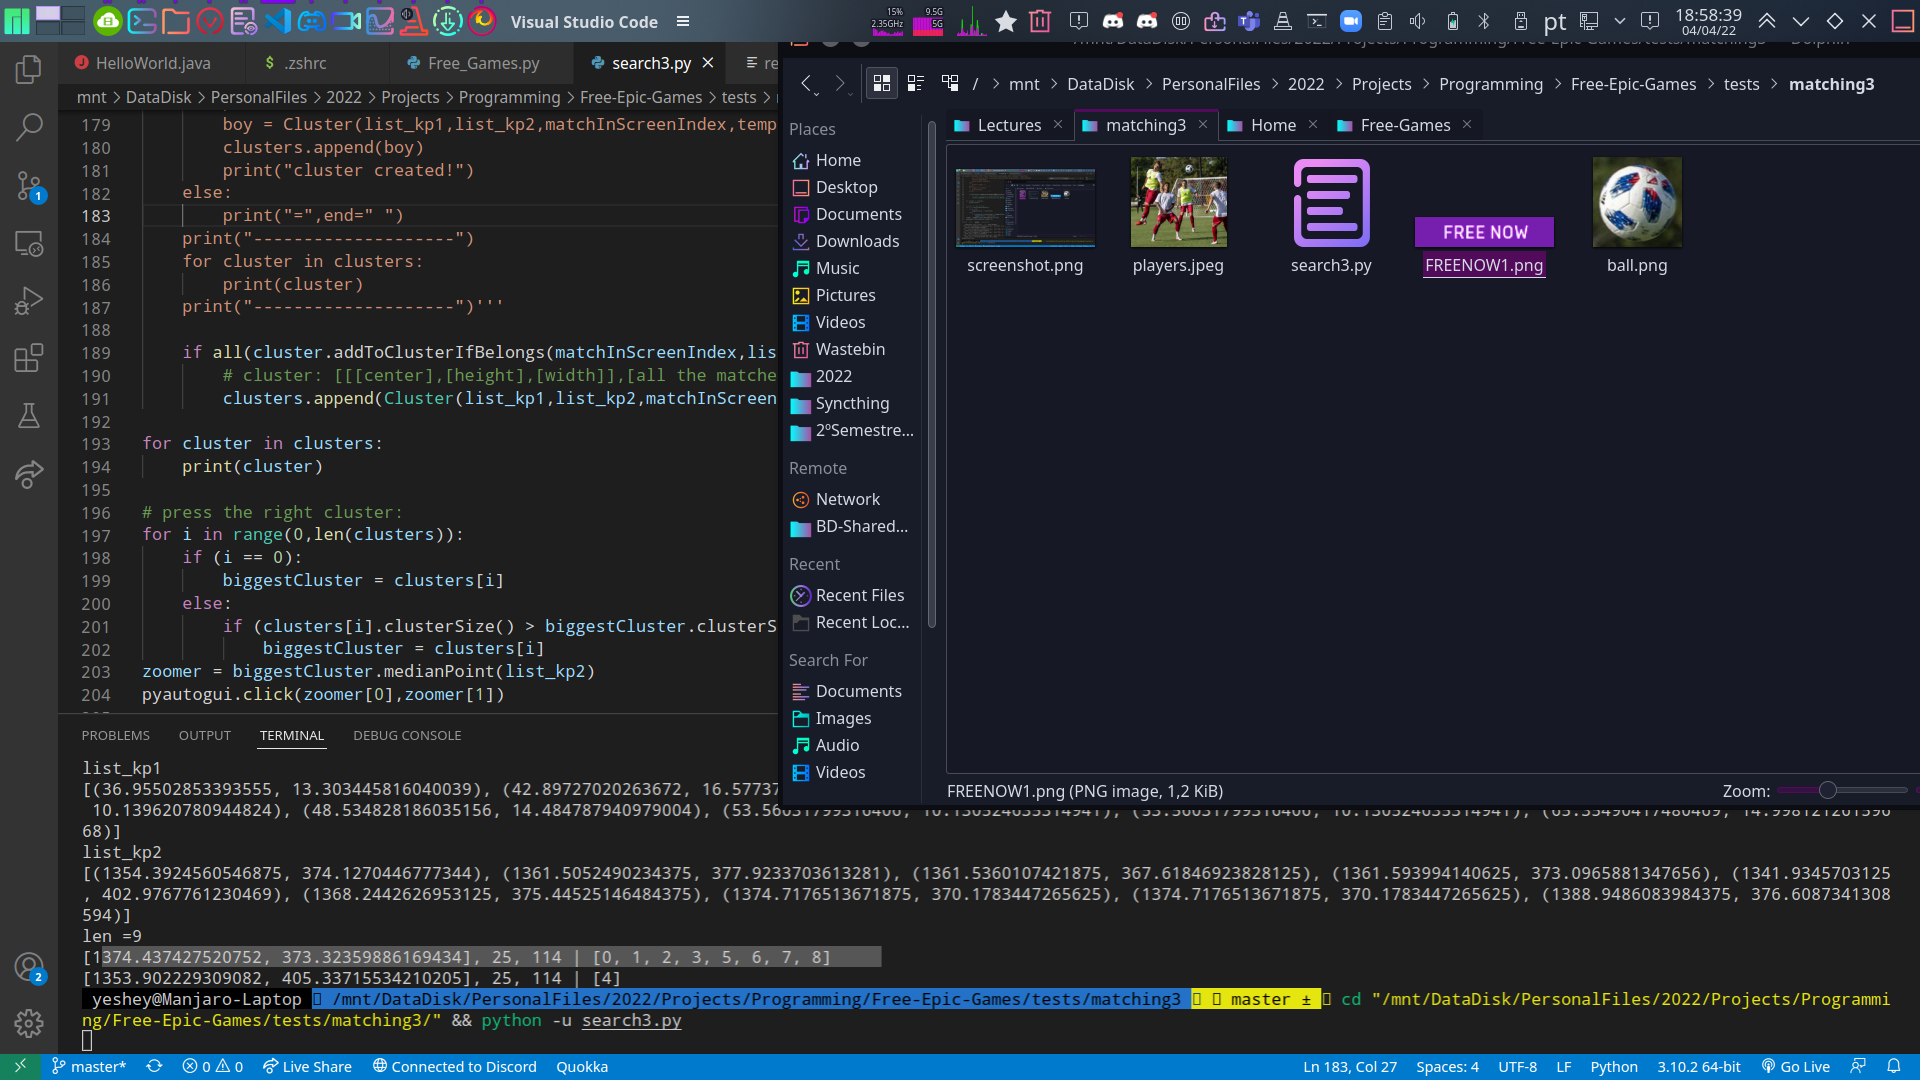 Visual Studio Code
15%
2.35GHz
9.5G
5G
pt
18:58:39
04/04/22
HelloWorld.java
$ .zshrc
Free_Games.py
search3.py
re
mnt > DataDisk > PersonalFiles > 2022 > Projects > Programming > Free-Epic-Games > tests >
179 boy = Cluster(list_kp1,list_kp2,matchInScreenIndex,temp
180 clusters.append(boy)
181 print("cluster created!")
182 else:
183 print("=",end=" ")
184 print("--------------------")
185 for cluster in clusters:
186 print(cluster)
187 print("--------------------")'''
188
189 if all(cluster.addToClusterIfBelongs(matchInScreenIndex,lis
190 # cluster: [[[center],[height],[width]],[all the matche
191 clusters.append(Cluster(list_kp1,list_kp2,matchInScreen
192
193 for cluster in clusters:
194 print(cluster)
195
196 # press the right cluster:
197 for i in range(0,len(clusters)):
198 if (i == 0):
199 biggestCluster = clusters[i]
200 else:
201 if (clusters[i].clusterSize() > biggestCluster.clusterS
202 biggestCluster = clusters[i]
203 zoomer = biggestCluster.medianPoint(list_kp2)
204 pyautogui.click(zoomer[0],zoomer[1])
/ > mnt > DataDisk > PersonalFiles > 2022 > Projects > Programming > Free-Epic-Games > tests > matching3
Places
Home
Desktop
Documents
Downloads
Music
Pictures
Videos
Wastebin
2022
Syncthing
2ºSemestre...
Remote
Network
BD-Shared...
Recent
Recent Files
Recent Loc...
Search For
Documents
Images
Audio
Videos
Lectures
matching3
Home
Free-Games
FREE NOW
screenshot.png
players.jpeg
search3.py
FREENOW1.png
ball.png
FREENOW1.png (PNG image, 1,2 KiB)
Zoom:
PROBLEMS OUTPUT TERMINAL DEBUG CONSOLE
list_kp1
[(36.95502853393555, 13.303445816040039), (42.89727020263672, 16.57737
10.139620780944824), (48.534828186035156, 14.484787940979004),
68)]
list_kp2
[(1354.3924560546875, 374.1270446777344), (1361.5052490234375, 377.9233703613281), (1361.5360107421875, 367.61846923828125), (1361.593994140625, 373.0965881347656), (1341.9345703125
, 402.9767761230469), (1368.2442626953125, 375.44525146484375), (1374.7176513671875, 370.1783447265625), (1374.7176513671875, 370.1783447265625), (1388.9486083984375, 376.6087341308
594)]
len =9
[1374.437427520752, 373.32359886169434], 25, 114 | [0, 1, 2, 3, 5, 6, 7, 8]
[1353.902229309082, 405.33715534210205], 25, 114 | [4]
yeshey@Manjaro-Laptop /mnt/DataDisk/PersonalFiles/2022/Projects/Programming/Free-Epic-Games/tests/matching3 master ± cd "/mnt/DataDisk/PersonalFiles/2022/Projects/Programmi
ng/Free-Epic-Games/tests/matching3/" && python -u search3.py
master* 0 0 Live Share Connected to Discord Quokka
Ln 183, Col 27 Spaces: 4 UTF-8 LF Python 3.10.2 64-bit Go Live
1
2